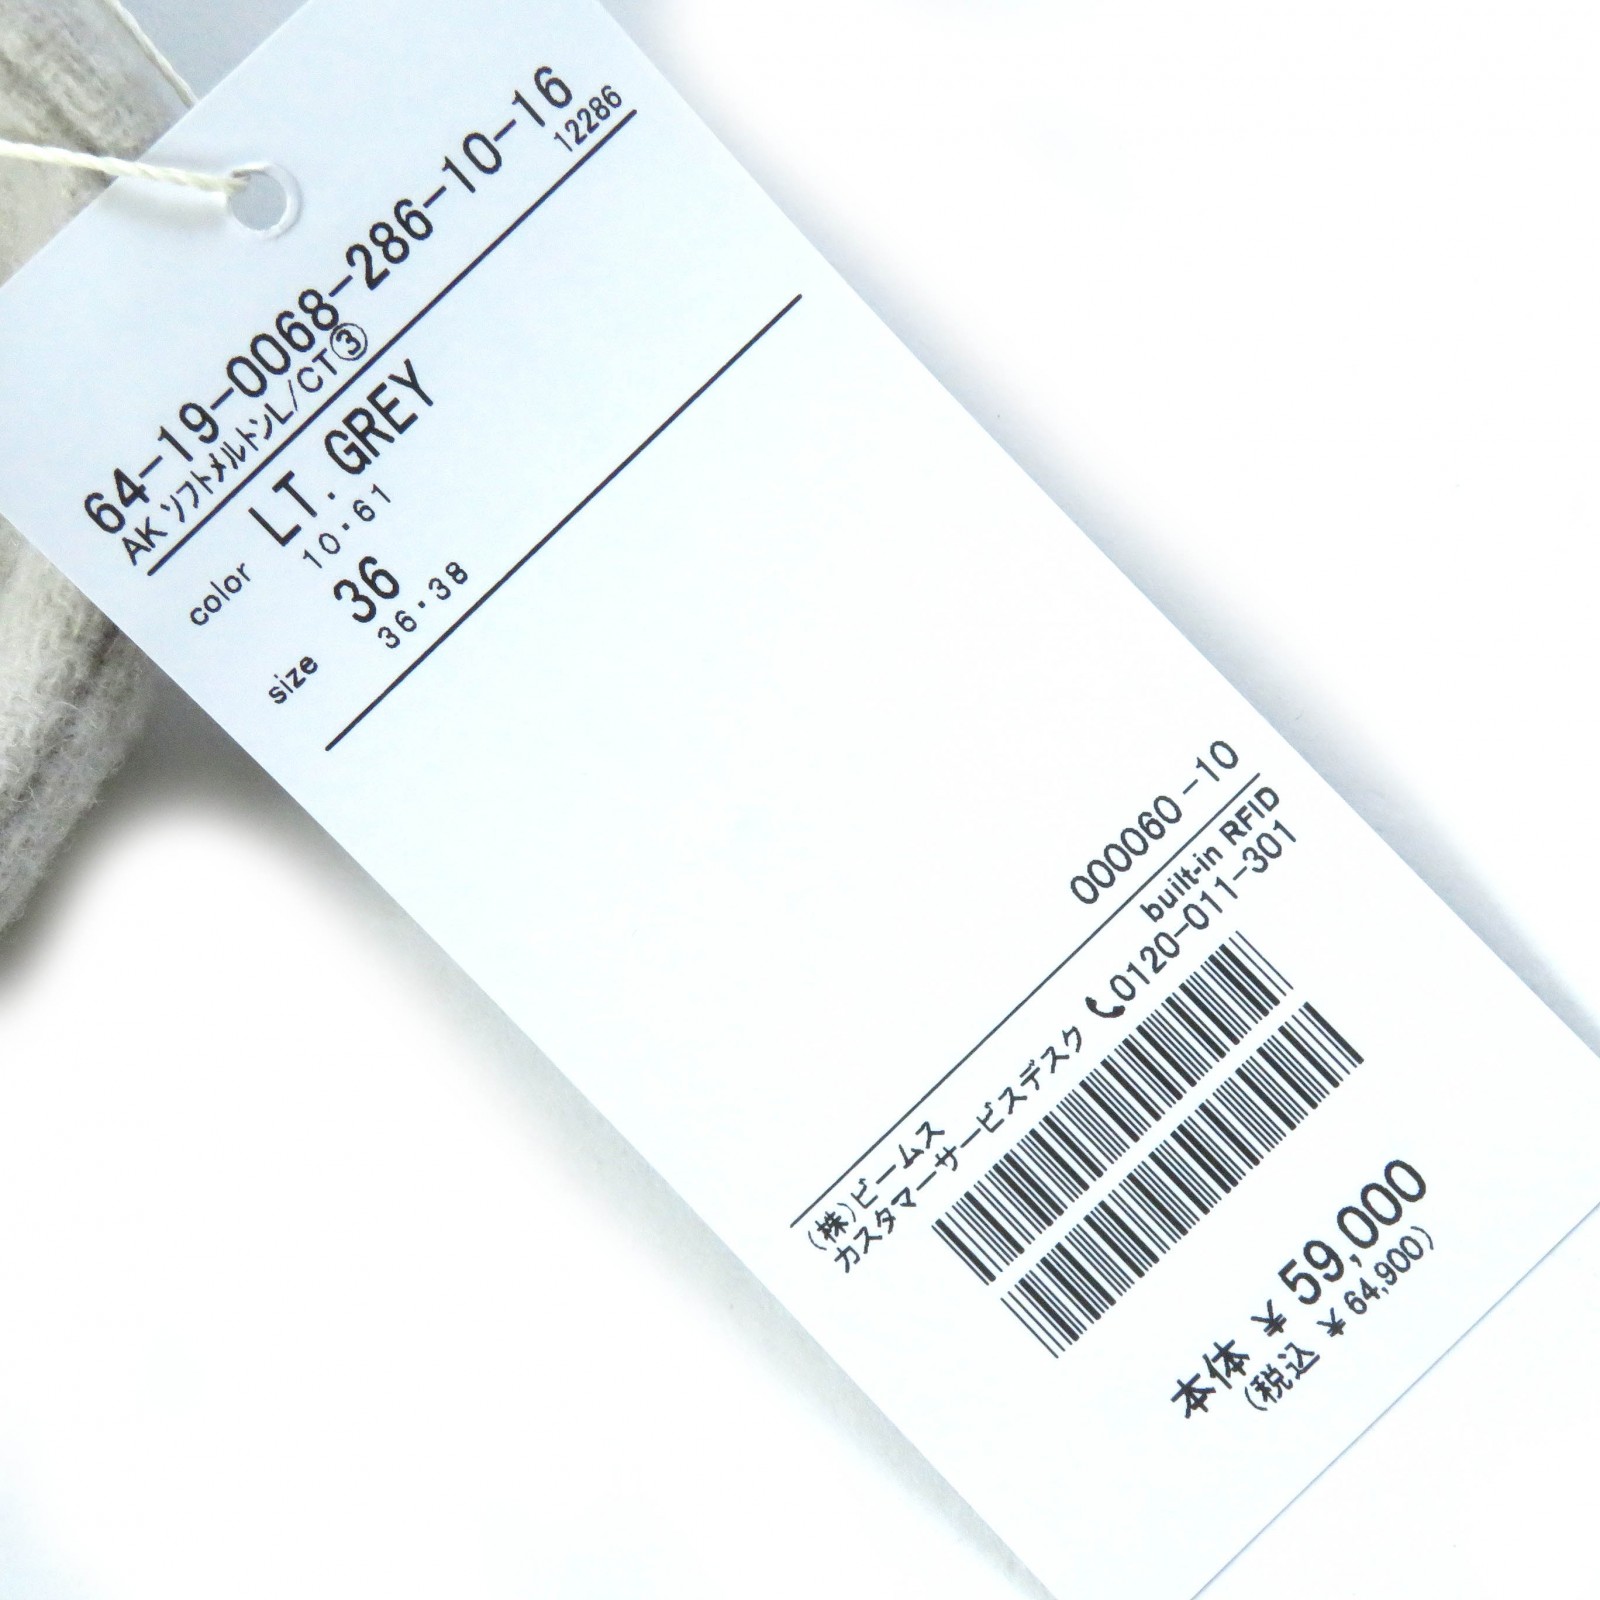 64-19-0068-286-10-16
AK ソフトメルトンL/CT③ 12286
color LT. GREY
10・61
size 36
36・38
000060-10
built-in RFID
(株)ビームス
カスタマーサービスデスク 0120-011-301
本体 ¥59,000
(税込 ¥64,900)